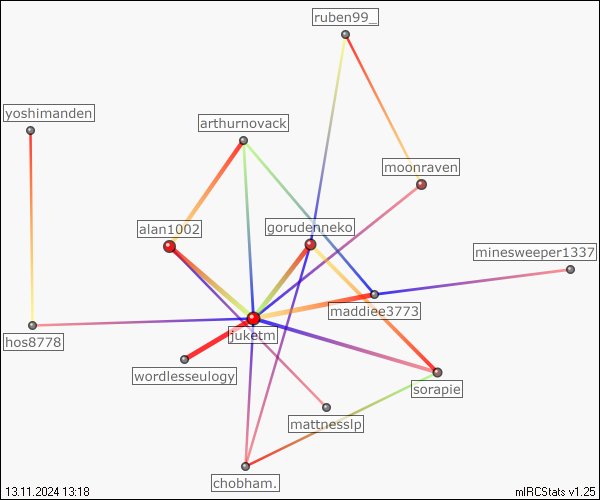 ruben99_
yoshimanden
arthurnovack
moonraven
alan1002
gorudenneko
minesweeper1337
maddiee3773
juketm
hos8778
wordlesseulogy
sorapie
mattnesslp
chobham.
13.11.2024 13:18
mIRCStats v1.25